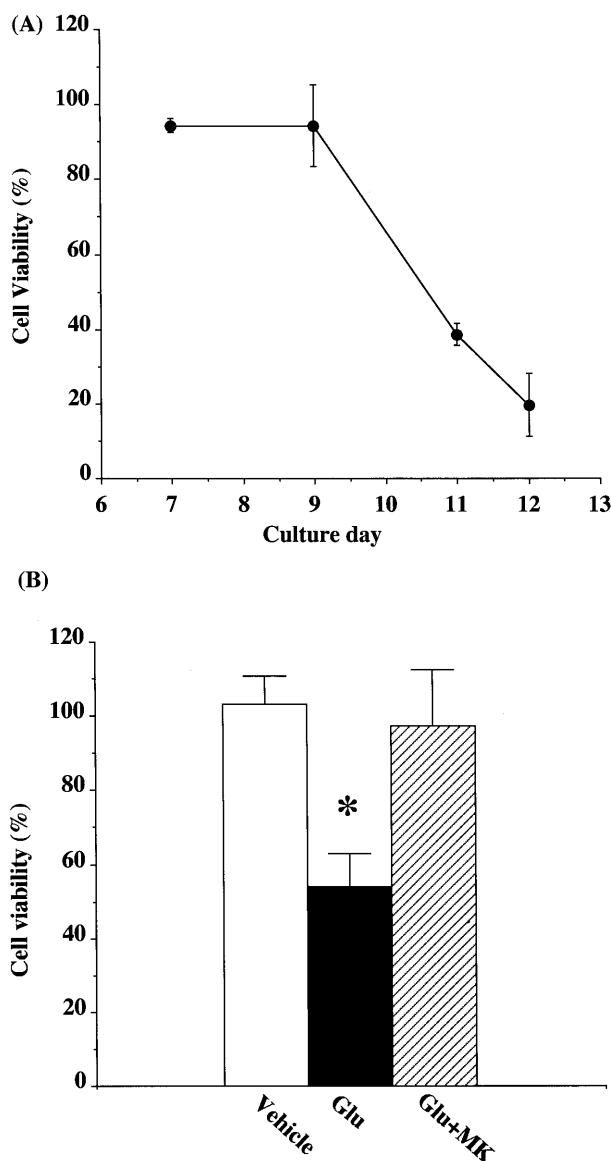 (A)
120
100
80
60
40
20
0
Cell Viability (%)
6 7 8 9 10 11 12 13
Culture day
(B)
120
100
80
60
40
20
0
Cell viability (%)
*
Vehicle
Glu
Glu+MK